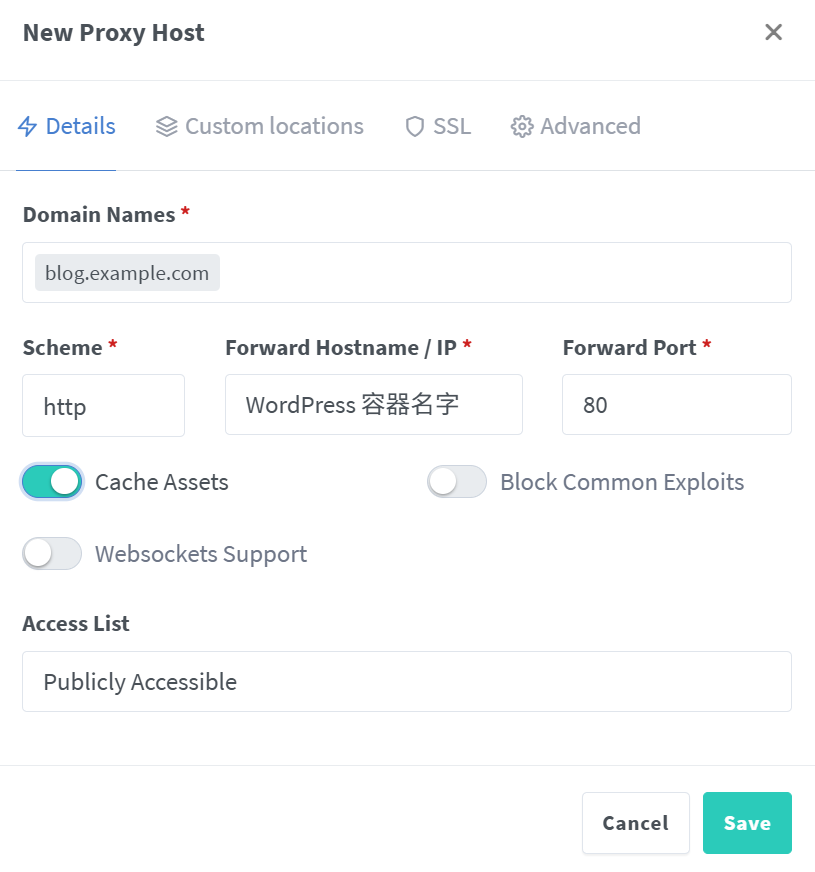 New Proxy Host
Details Custom locations SSL Advanced
Domain Names *
blog.example.com
Scheme * Forward Hostname / IP * Forward Port *
http WordPress 容器名字 80
Cache Assets Block Common Exploits
Websockets Support
Access List
Publicly Accessible
Cancel Save